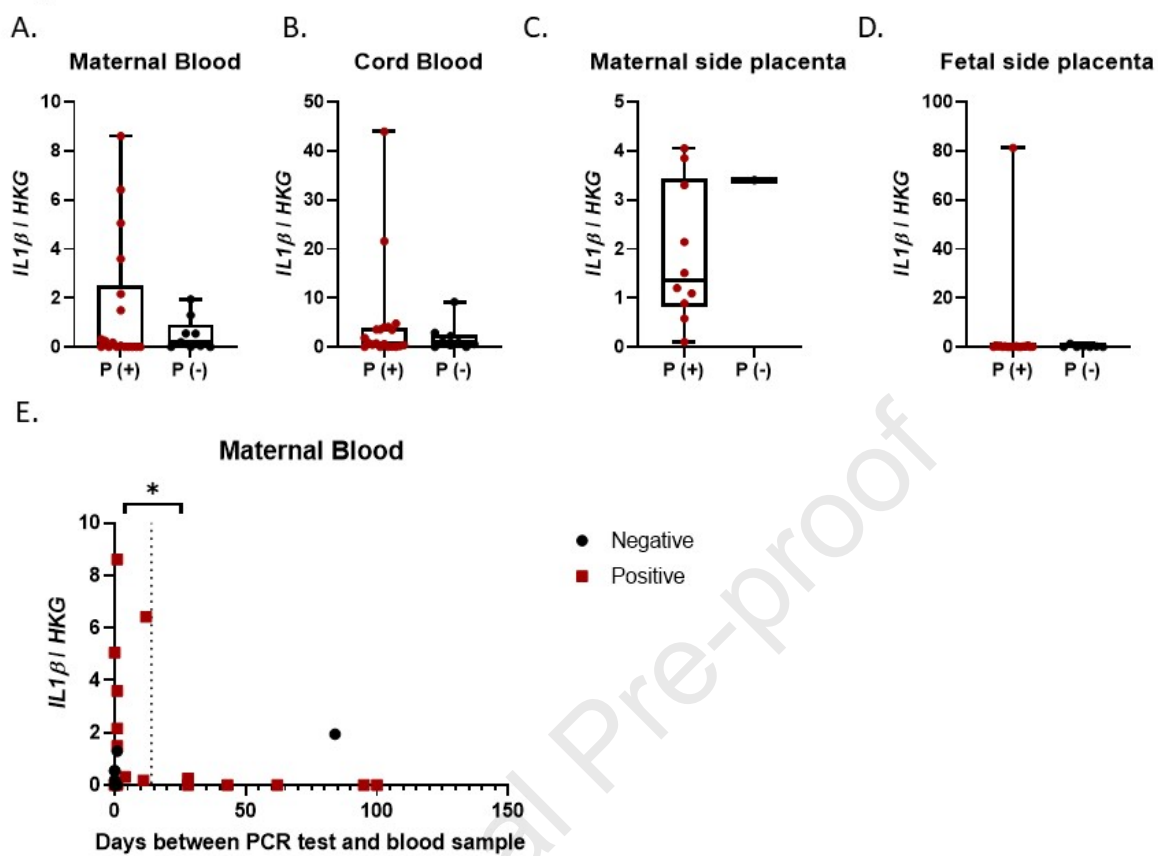 A.
Maternal Blood
10
8
6
4
2
0
IL1β / HKG
P (+)
P (-)
B.
Cord Blood
50
40
30
20
10
0
IL1β / HKG
P (+)
P (-)
C.
Maternal side placenta
5
4
3
2
1
0
IL1β / HKG
P (+)
P (-)
D.
Fetal side placenta
100
80
60
40
20
0
IL1β / HKG
P (+)
P (-)
E.
Maternal Blood
*
10
8
6
4
2
0
IL1β / HKG
0
50
100
150
Days between PCR test and blood sample
Negative
Positive
al Pre-proof